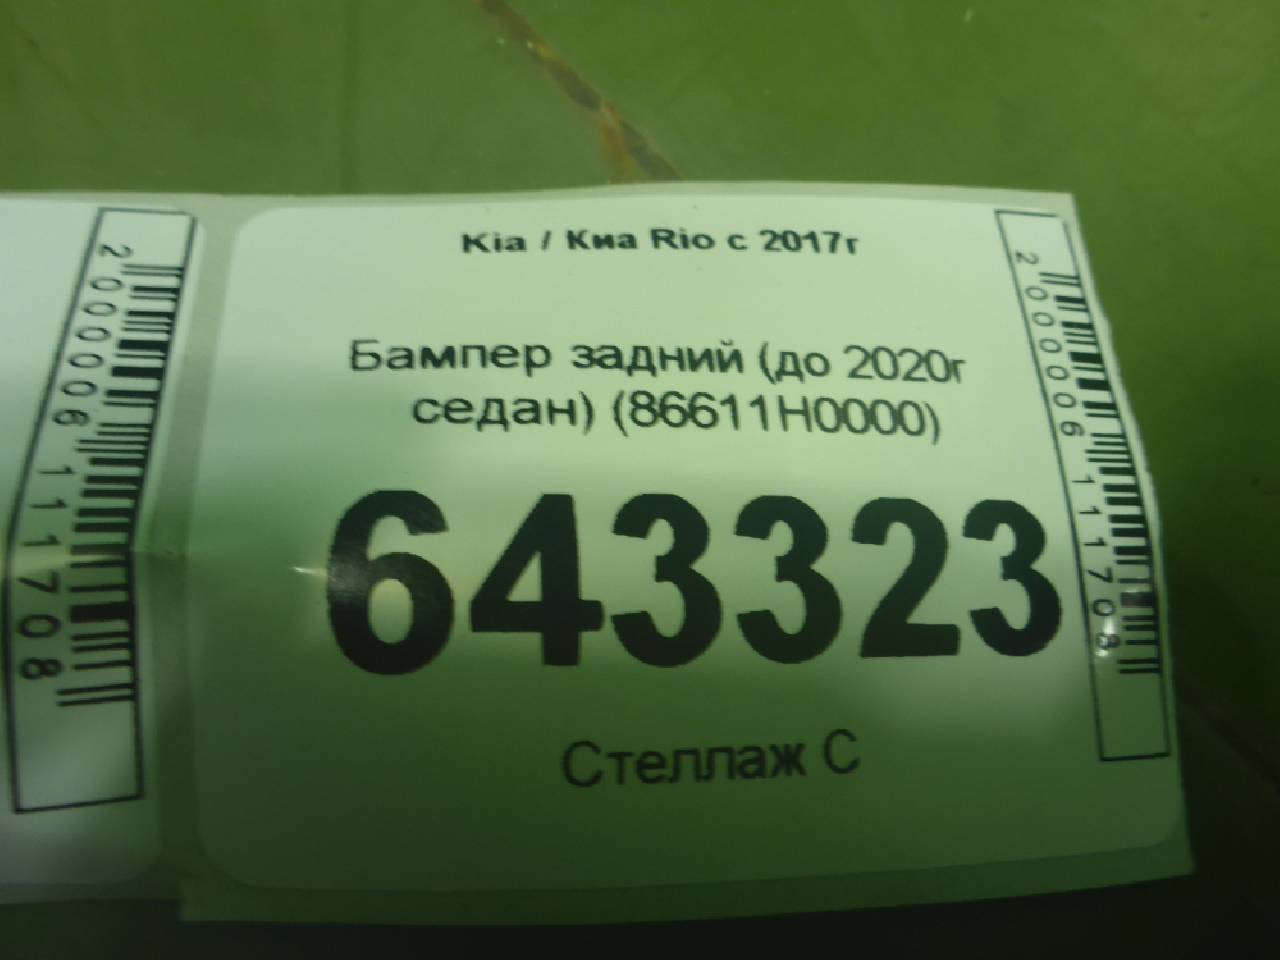 2000006111708
Kia / Киа Rio с 2017г
Бампер задний (до 2020г
седан) (86611H0000)
643323
Стеллаж С
2000006111708